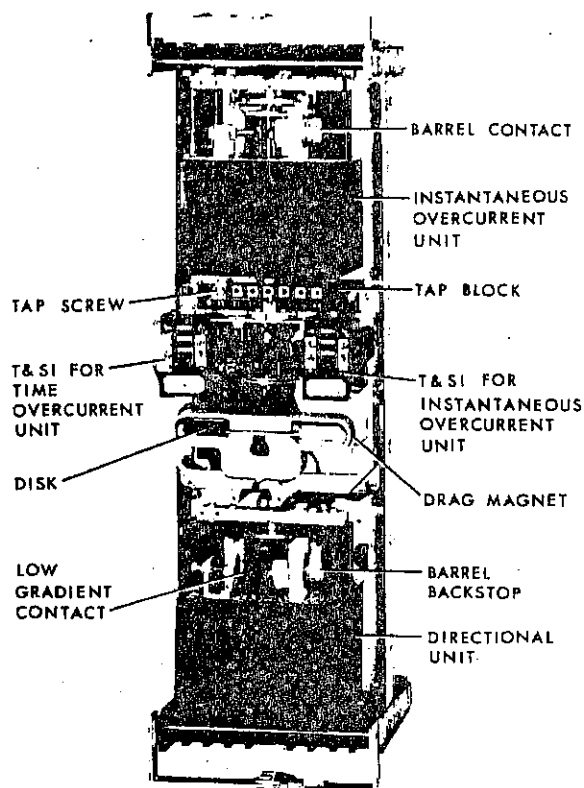 BARREL CONTACT
INSTANTANEOUS
OVERCURRENT
UNIT
TAP SCREW
TAP BLOCK
T&SI FOR
TIME
OVERCURRENT
UNIT
T&SI FOR
INSTANTANEOUS
OVERCURRENT
UNIT
DISK
DRAG MAGNET
LOW
GRADIENT
CONTACT
BARREL
BACKSTOP
DIRECTIONAL
UNIT